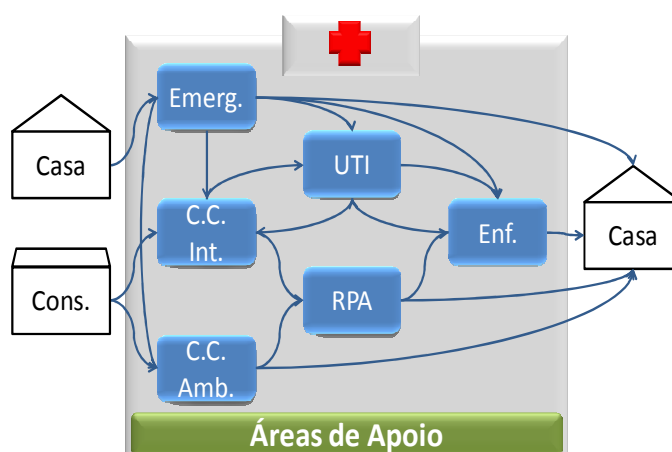 Emerg.
Casa
UTI
C.C.
Int.
Enf.
Casa
Cons.
RPA
C.C.
Amb.
Áreas de Apoio